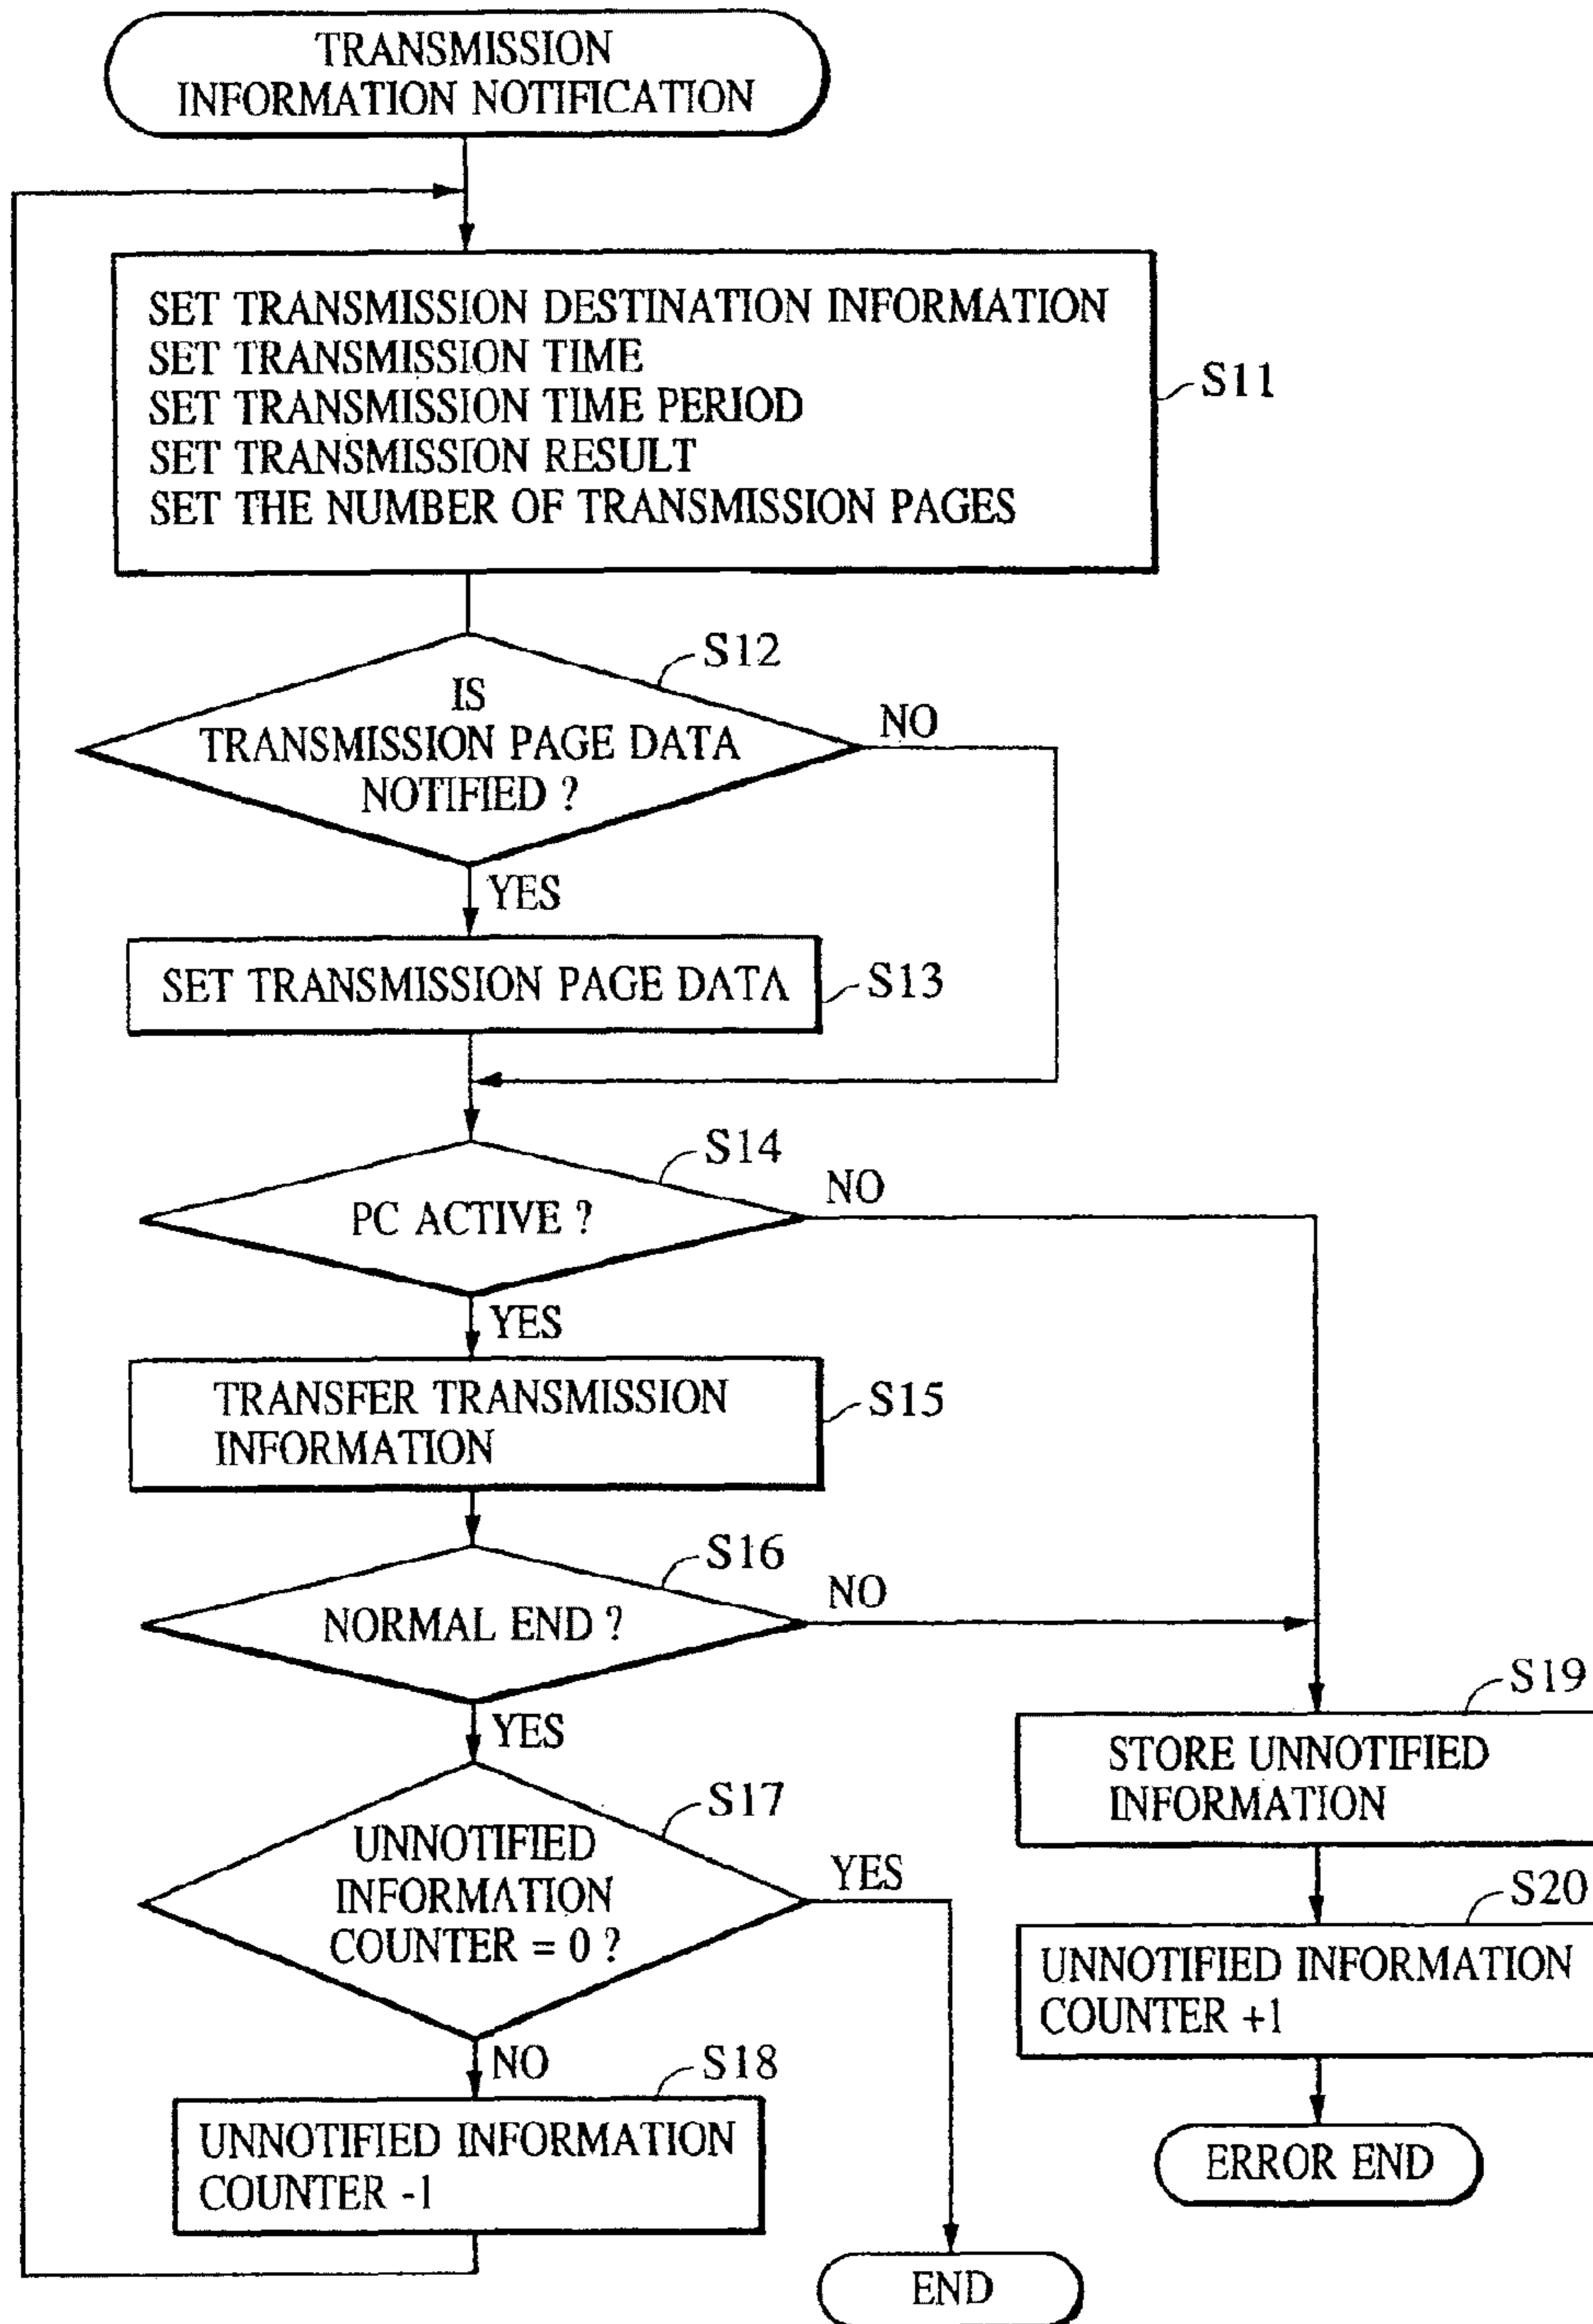 TRANSMISSION
INFORMATION NOTIFICATION
SET TRANSMISSION DESTINATION INFORMATION
SET TRANSMISSION TIME
SET TRANSMISSION TIME PERIOD
SET TRANSMISSION RESULT
SET THE NUMBER OF TRANSMISSION PAGES
S11
S12
IS
TRANSMISSION PAGE DATA
NOTIFIED ?
NO
YES
SET TRANSMISSION PAGE DATA
S13
S14
PC ACTIVE ?
NO
YES
TRANSFER TRANSMISSION
INFORMATION
S15
S16
NORMAL END ?
NO
YES
S17
UNNOTIFIED
INFORMATION
COUNTER = 0 ?
YES
NO
S18
UNNOTIFIED INFORMATION
COUNTER -1
END
S19
STORE UNNOTIFIED
INFORMATION
S20
UNNOTIFIED INFORMATION
COUNTER +1
ERROR END